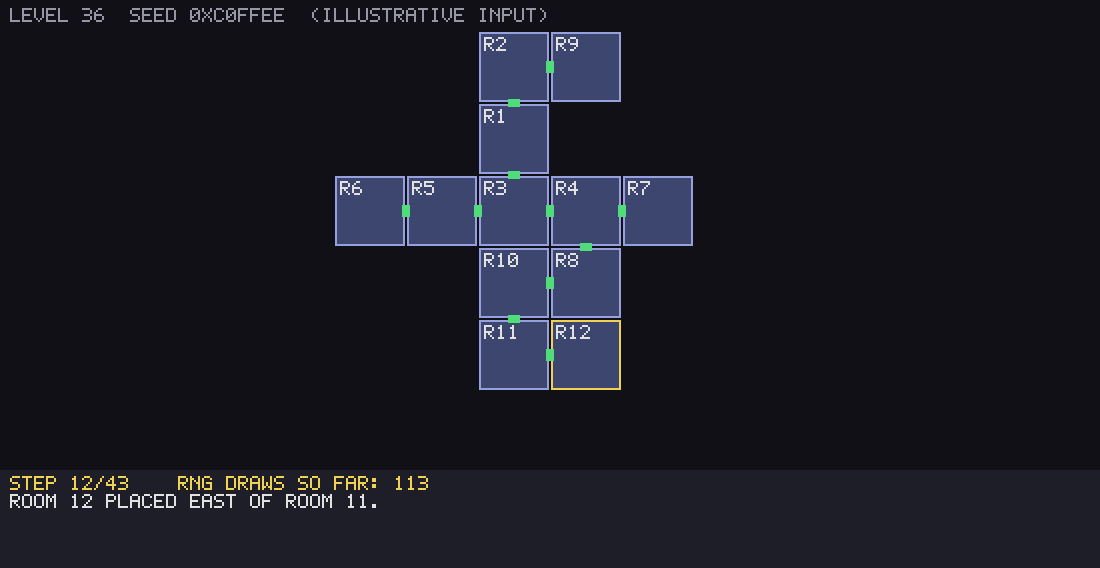 LEVEL 36  SEED 0XC0FFEE  (ILLUSTRATIVE INPUT)
R2 R9
R1
R6 R5 R3 R4 R7
R10 R8
R11 R12
STEP 12/43    RNG DRAWS SO FAR: 113
ROOM 12 PLACED EAST OF ROOM 11.